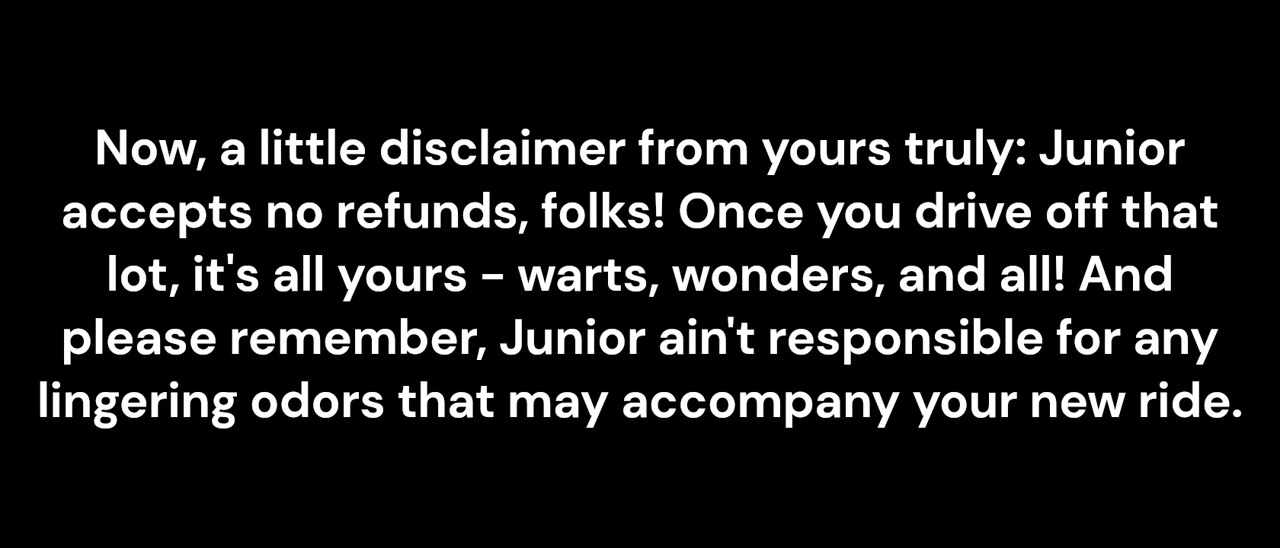 Now, a little disclaimer from yours truly: Junior
accepts no refunds, folks! Once you drive off that
lot, it's all yours – warts, wonders, and all! And
please remember, Junior ain't responsible for any
lingering odors that may accompany your new ride.